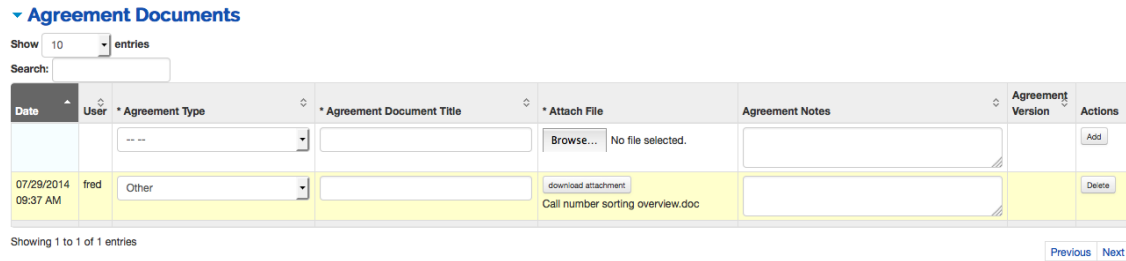 Agreement Documents
Show 10 entries
Search:
Date User * Agreement Type * Agreement Document Title * Attach File Agreement Notes Agreement Version Actions
-- -- Browse... No file selected. Add
07/29/2014 09:37 AM fred Other download attachment Delete
Call number sorting overview.doc
Showing 1 to 1 of 1 entries
Previous Next